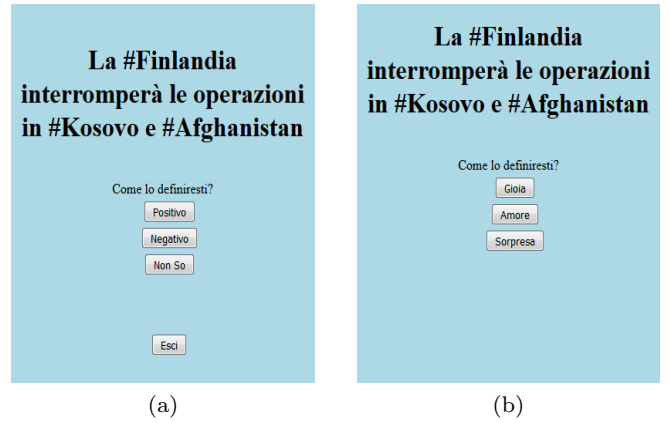 La #Finlandia
interromperà le operazioni
in #Kosovo e #Afghanistan
Come lo definiresti?
Positivo
Negativo
Non So
Esci
(a)
La #Finlandia
interromperà le operazioni
in #Kosovo e #Afghanistan
Come lo definiresti?
Gioia
Amore
Sorpresa
(b)